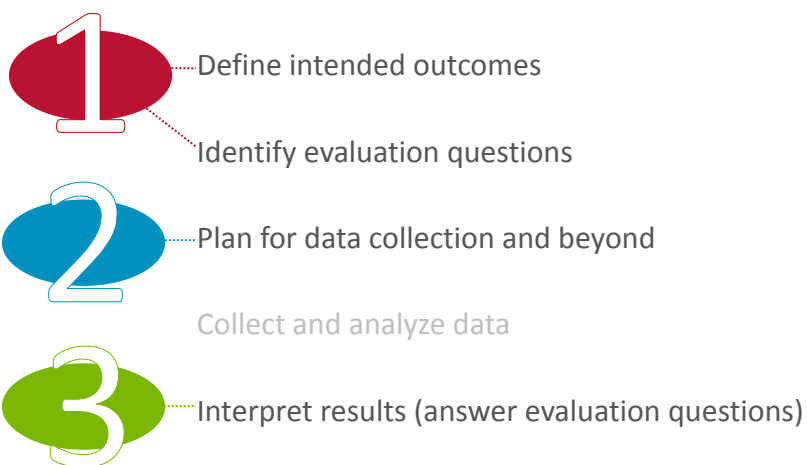 1
Define intended outcomes
Identify evaluation questions
2
Plan for data collection and beyond
Collect and analyze data
3
Interpret results (answer evaluation questions)